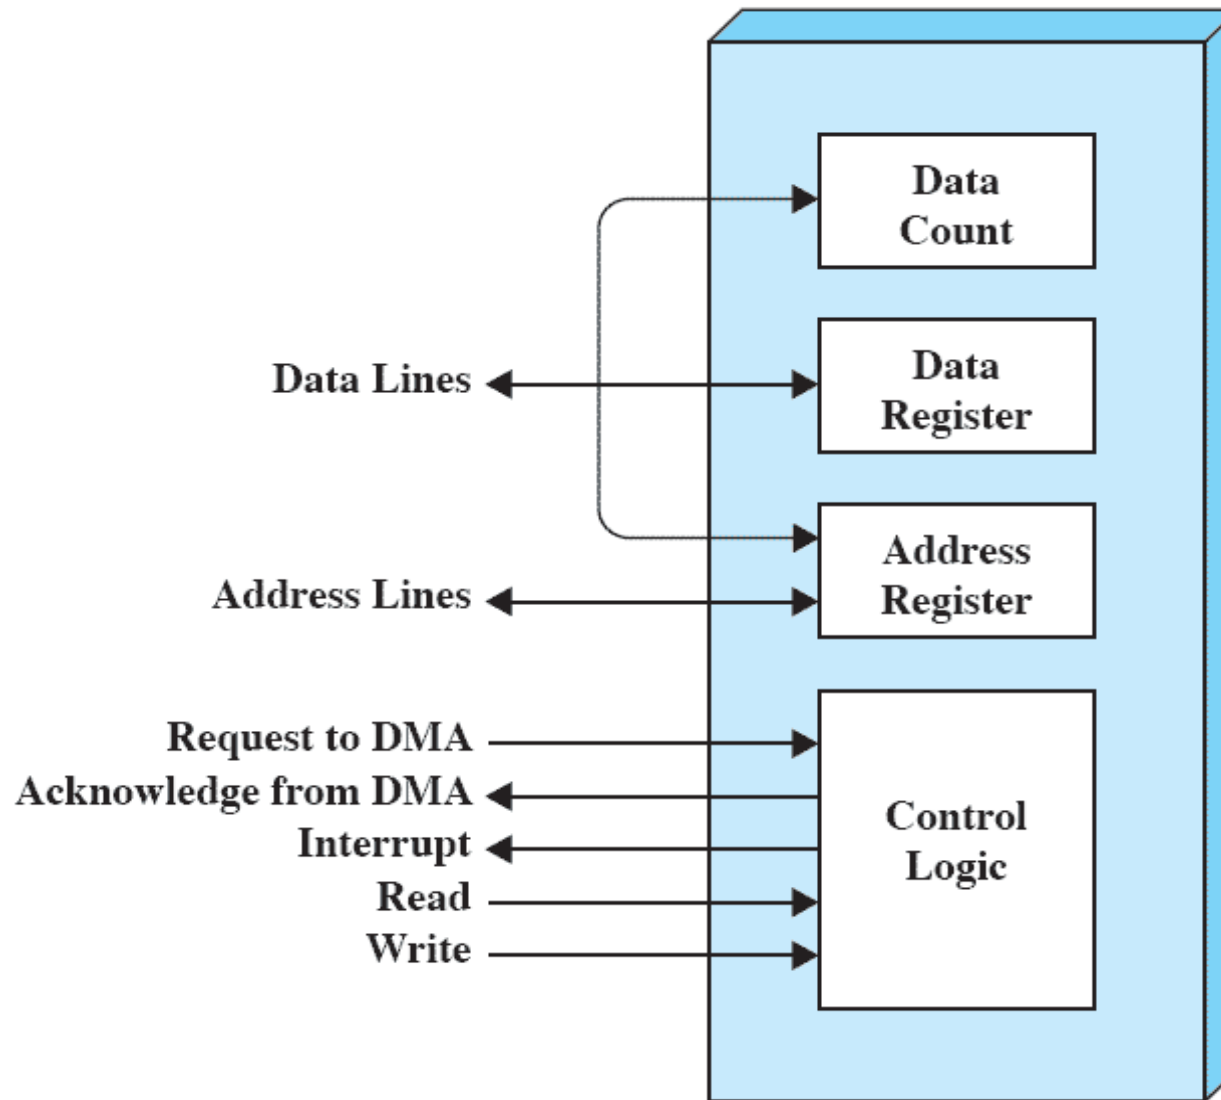 Data
Count
Data Lines
Data
Register
Address Lines
Address
Register
Request to DMA
Acknowledge from DMA
Interrupt
Read
Write
Control
Logic